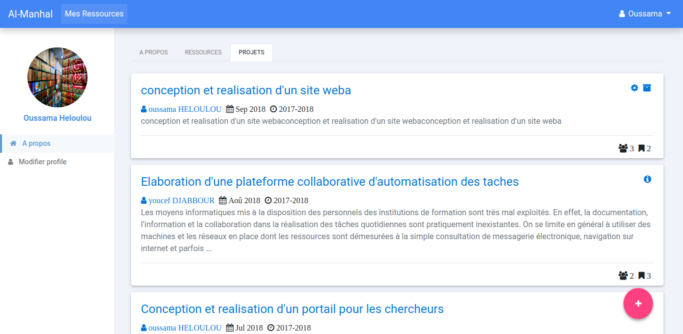 Al-Manhal Mes Ressources Oussama
A PROPOS RESSOURCES PROJETS
Oussama Heloulou
A propos
Modifier profile
conception et realisation d'un site weba
oussama HELOULOU Sep 2018 2017-2018
conception et realisation d'un site webaconception et realisation d'un site webaconception et realisation d'un site weba
3 2
Elaboration d'une plateforme collaborative d'automatisation des taches
youcef DJABBOUR Aoû 2018 2017-2018
Les moyens informatiques mis à la disposition des personnels des institutions de formation sont très mal exploités. En effet, la documentation,
l'information et la collaboration dans la réalisation des tâches quotidiennes sont pratiquement inexistantes. On se limite en général à utiliser des
machines et les réseaux en place dont les ressources sont démesurées à la simple consultation de messagerie électronique, navigation sur
internet et parfois ...
2 3
Conception et realisation d'un portail pour les chercheurs
oussama HELOULOU Jul 2018 2017-2018